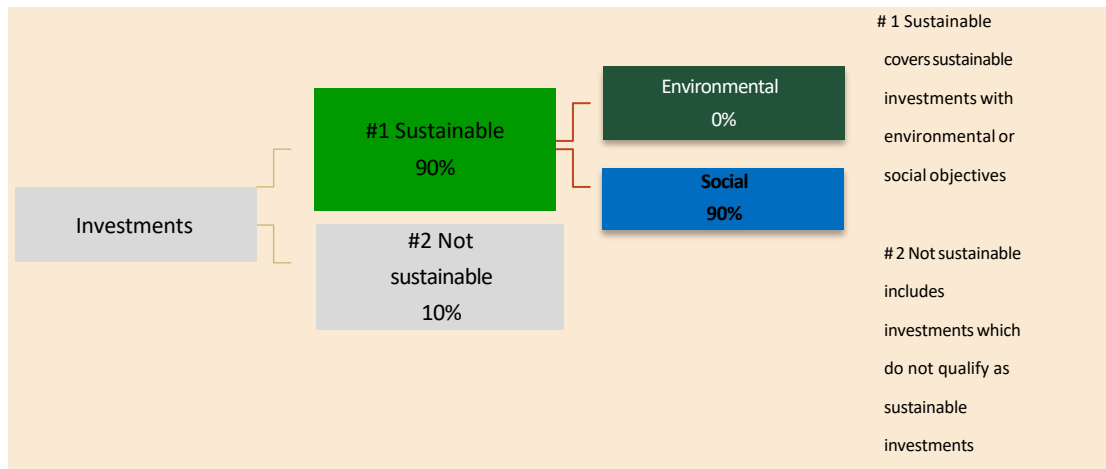 Investments
#1 Sustainable
90%
#2 Not
sustainable
10%
Environmental
0%
Social
90%
# 1 Sustainable
covers sustainable
investments with
environmental or
social objectives
# 2 Not sustainable
includes
investments which
do not qualify as
sustainable
investments